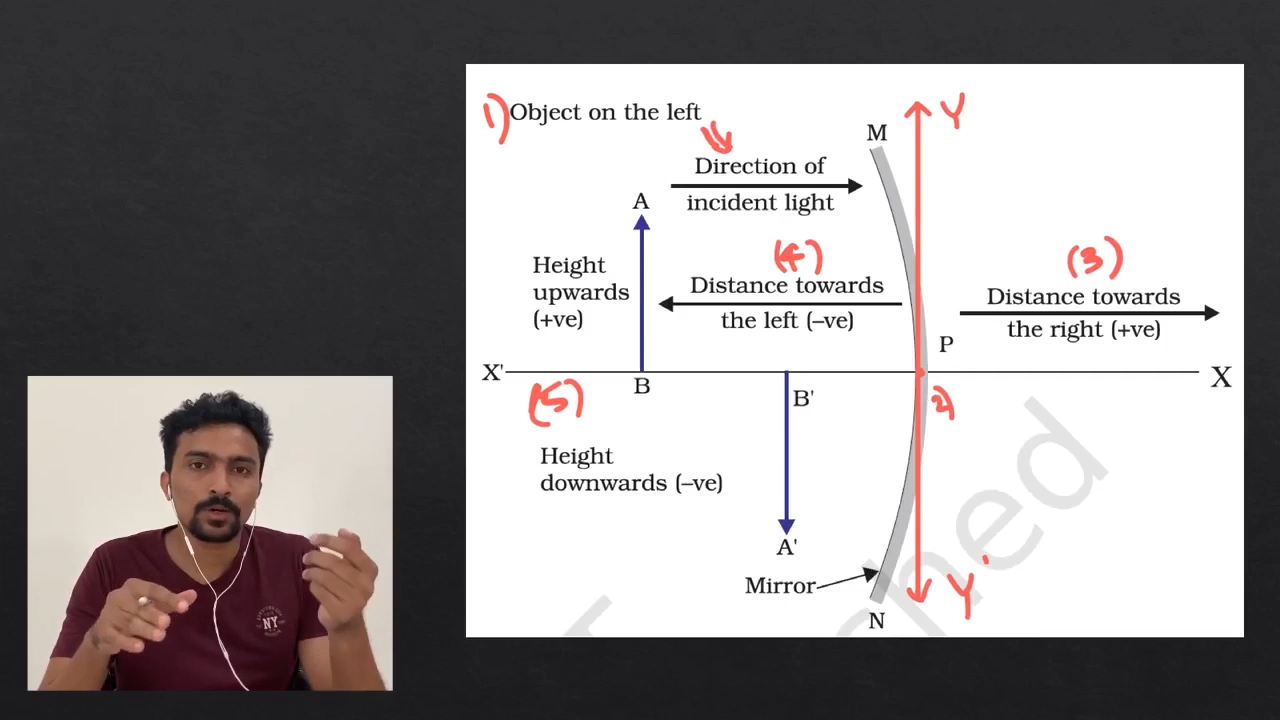 1) Object on the left
Y
M
Direction of
incident light
A
(4)
(3)
Height
upwards
(+ve)
Distance towards
the left (–ve)
Distance towards
the right (+ve)
P
X'
B
B'
X
(5)
2)
Height
downwards (–ve)
A'
Mirror
Y'
N
NY